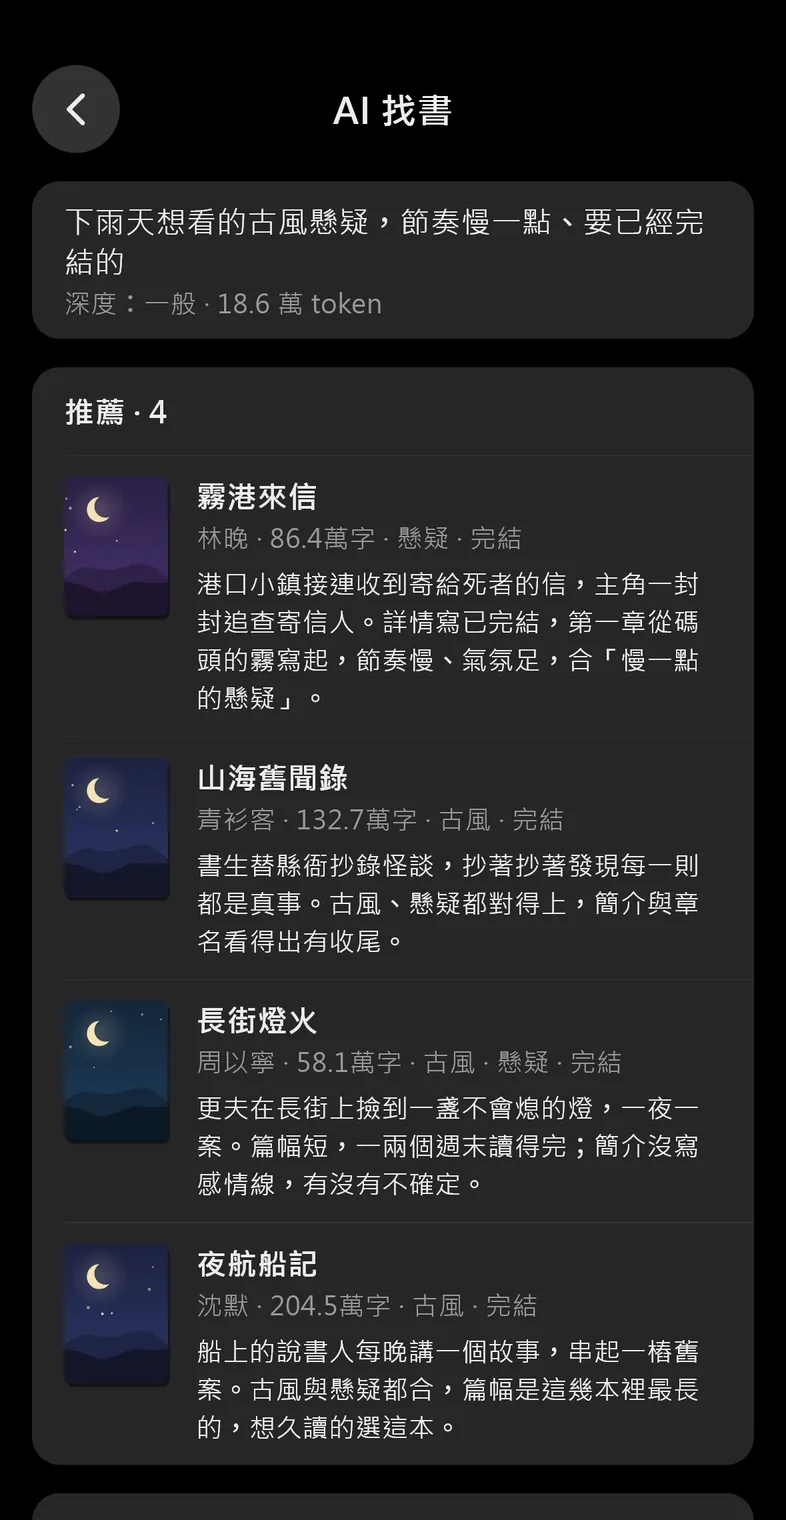 AI 找書
下雨天想看的古風懸疑，節奏慢一點、要已經完
結的
深度：一般 · 18.6 萬 token
推薦 · 4
霧港來信
林晚 · 86.4萬字 · 懸疑 · 完結
港口小鎮接連收到寄給死者的信，主角一封
封追查寄信人。詳情寫已完結，第一章從碼
頭的霧寫起，節奏慢、氣氛足，合「慢一點
的懸疑」。
山海舊聞錄
青衫客 · 132.7萬字 · 古風 · 完結
書生替縣衙抄錄怪談，抄著抄著發現每一則
都是真事。古風、懸疑都對得上，簡介與章
名看得出有收尾。
長街燈火
周以寧 · 58.1萬字 · 古風 · 懸疑 · 完結
更夫在長街上撿到一盞不會熄的燈，一夜一
案。篇幅短，一兩個週末讀得完；簡介沒寫
感情線，有沒有不確定。
夜航船記
沈默 · 204.5萬字 · 古風 · 完結
船上的說書人每晚講一個故事，串起一樁舊
案。古風與懸疑都合，篇幅是這幾本裡最長
的，想久讀的選這本。